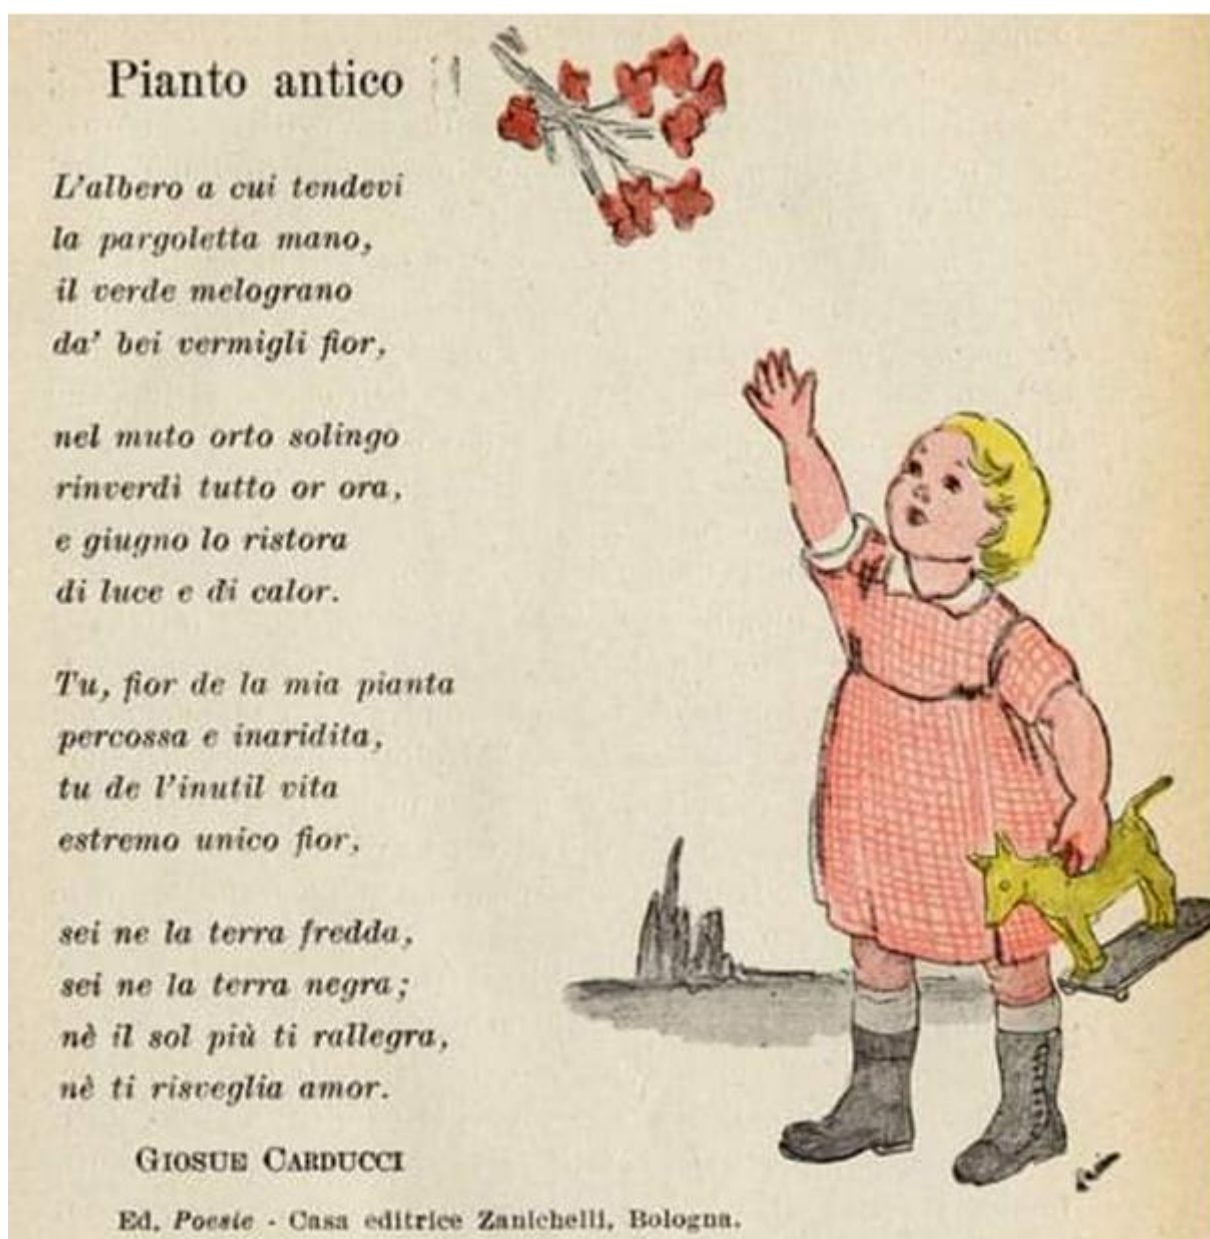 Pianto antico
L'albero a cui tendevi
la pargoletta mano,
il verde melograno
da' bei vermigli fior,
nel muto orto solingo
rinverdì tutto or ora,
e giugno lo ristora
di luce e di calor.
Tu, fior de la mia pianta
percossa e inaridita,
tu de l'inutil vita
estremo unico fior,
sei ne la terra fredda,
sei ne la terra negra;
nè il sol più ti rallegra,
nè ti risveglia amor.
GIOSUE CARDUCCI
Ed. Poesie - Casa editrice Zanichelli, Bologna.